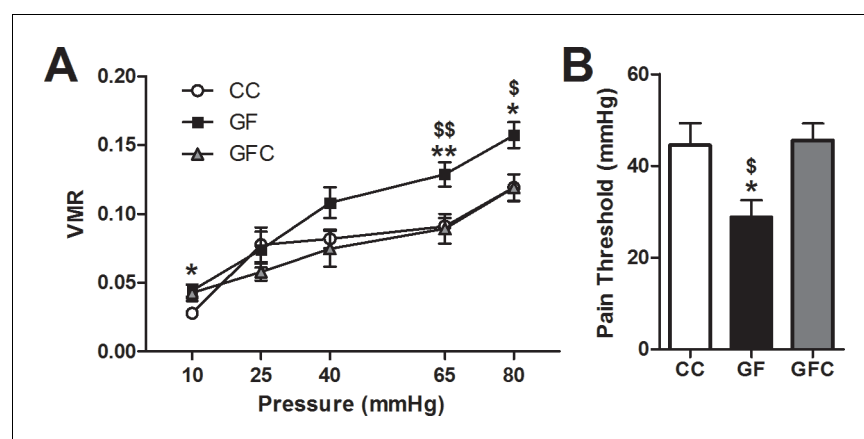 A
0.20
0.15
0.10
0.05
0.00
VMR
CC
GF
GFC
*
$$
**
$
*
10 25 40 65 80
Pressure (mmHg)
B
60
40
20
0
Pain Threshold (mmHg)
$
*
CC GF GFC